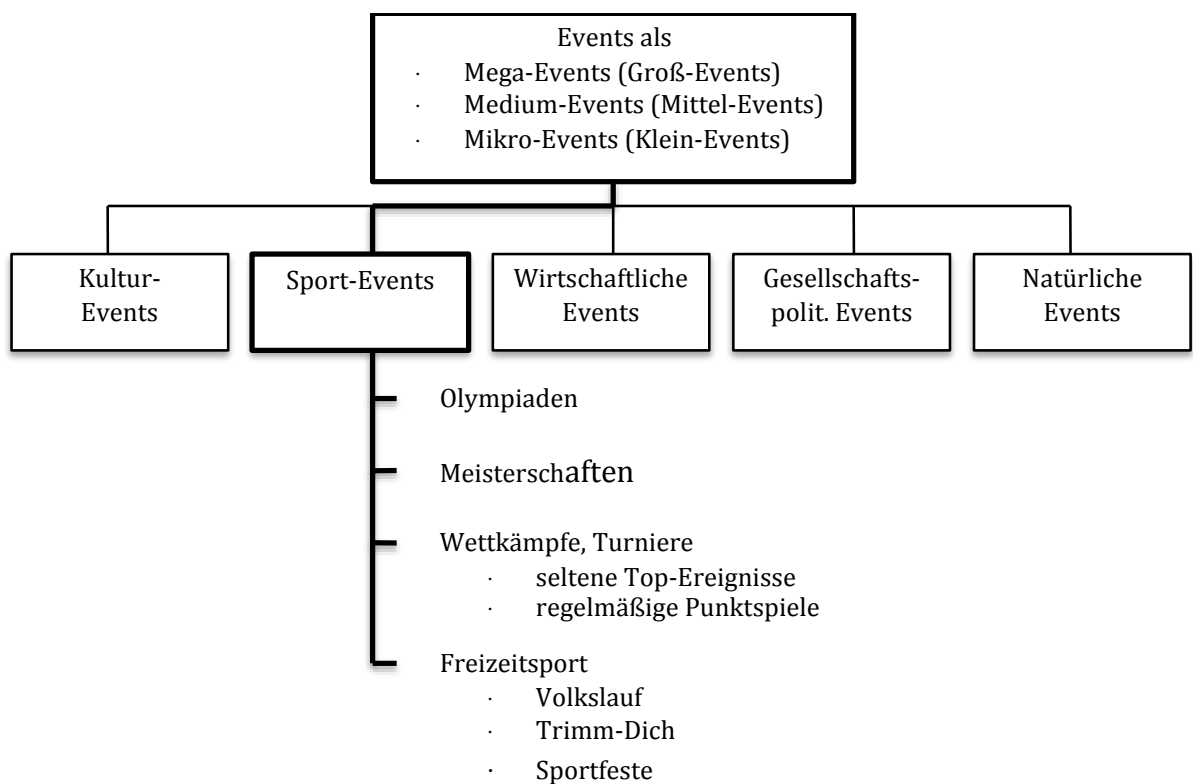 Events als
· Mega-Events (Groß-Events)
· Medium-Events (Mittel-Events)
· Mikro-Events (Klein-Events)
Kultur-
Events
Sport-Events
Wirtschaftliche
Events
Gesellschafts-
polit. Events
Natürliche
Events
Olympiaden
Meisterschaften
Wettkämpfe, Turniere
· seltene Top-Ereignisse
· regelmäßige Punktspiele
Freizeitsport
· Volkslauf
· Trimm-Dich
· Sportfeste